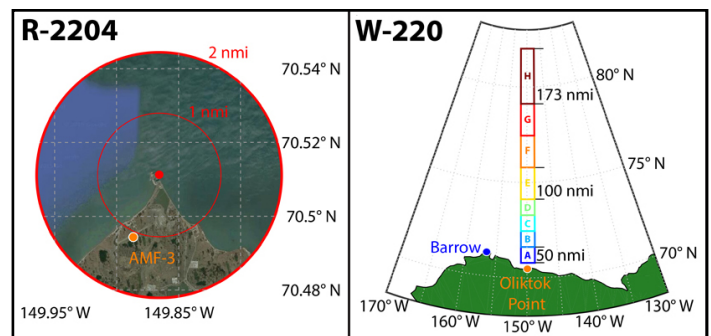 R-2204
2 nmi
1 nmi
70.54° N
70.52° N
70.5° N
70.48° N
AMF-3
149.95° W
149.85° W
W-220
H
G
F
E
D
C
B
A
173 nmi
100 nmi
50 nmi
80° N
75° N
70° N
Barrow
Oliktok
Point
170° W
160° W
150° W
140° W
130° W